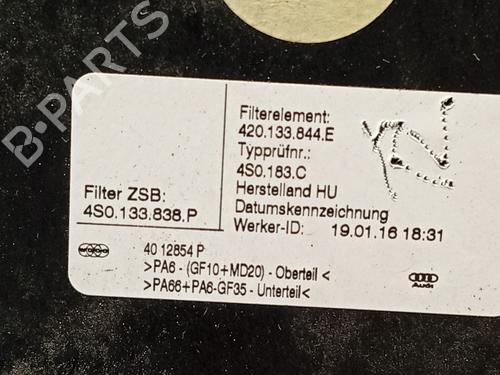 B-PARTS
Filterelement:
420.133.844.E
Typprüfnr.:
4S0.183.C
Herstelland HU
Datumskennzeichnung
Werker-ID: 19.01.16 18:31
Filter ZSB:
4S0.133.838.P
40 12854 P
>PA6 - (GF10+MD20) - Oberteil<
>PA66+PA6-GF35 - Unterteil<
Audi